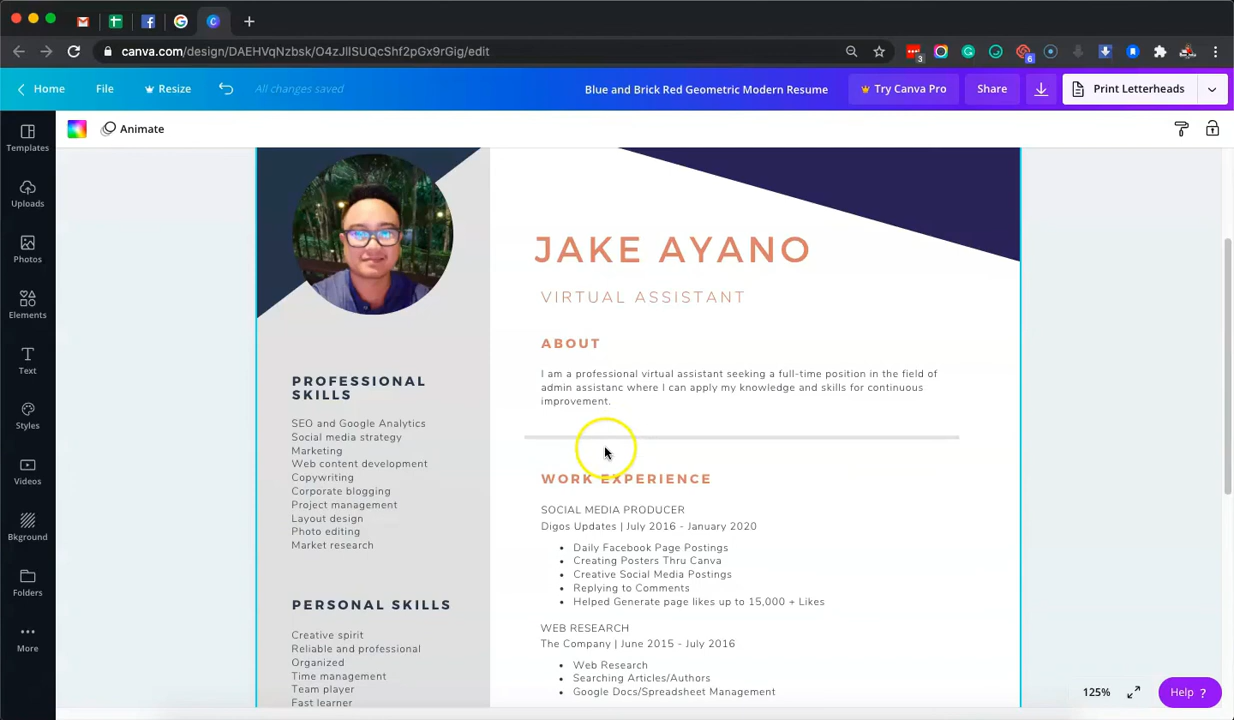 canva.com/design/DAEHVqNzbsk/O4zJllSUQcShf2pGx9rGig/edit
3
6
Home
File
Resize
All changes saved
Blue and Brick Red Geometric Modern Resume
Try Canva Pro
Share
Print Letterheads
Animate
Templates
Uploads
Photos
Elements
Text
Styles
Videos
Bkground
Folders
More
JAKE AYANO
VIRTUAL ASSISTANT
ABOUT
I am a professional virtual assistant seeking a full-time position in the field of
admin assistanc where I can apply my knowledge and skills for continuous
improvement.
PROFESSIONAL
SKILLS
SEO and Google Analytics
Social media strategy
Marketing
Web content development
Copywriting
Corporate blogging
Project management
Layout design
Photo editing
Market research
PERSONAL SKILLS
Creative spirit
Reliable and professional
Organized
Time management
Team player
Fast learner
WORK EXPERIENCE
SOCIAL MEDIA PRODUCER
Digos Updates | July 2016 - January 2020
• Daily Facebook Page Postings
• Creating Posters Thru Canva
• Creative Social Media Postings
• Replying to Comments
• Helped Generate page likes up to 15,000 + Likes
WEB RESEARCH
The Company | June 2015 - July 2016
• Web Research
• Searching Articles/Authors
• Google Docs/Spreadsheet Management
125%
Help ?